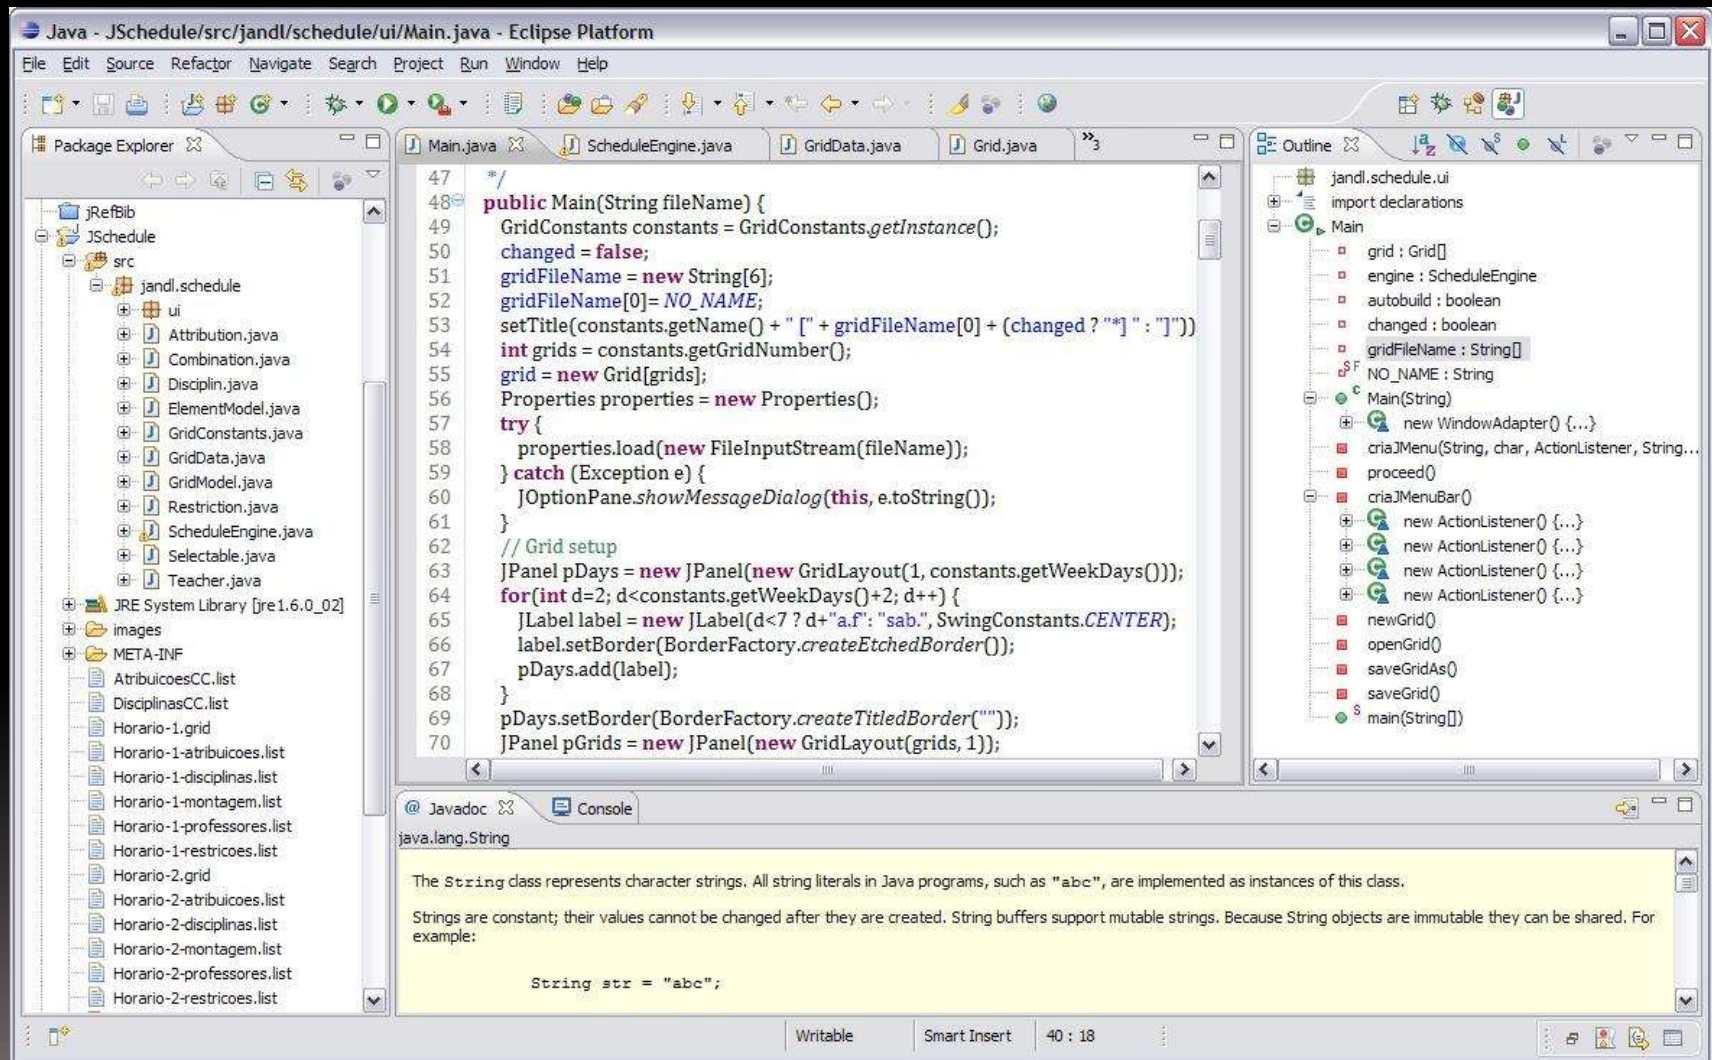 Java - JSchedule/src/jandl/schedule/ui/Main.java - Eclipse Platform
File Edit Source Refactor Navigate Search Project Run Window Help
Package Explorer
jRefBib
JSchedule
src
jandl.schedule
ui
Attribution.java
Combination.java
Disciplin.java
ElementModel.java
GridConstants.java
GridData.java
GridModel.java
Restriction.java
ScheduleEngine.java
Selectable.java
Teacher.java
JRE System Library [jre1.6.0_02]
images
META-INF
AtribuicoesCC.list
DisciplinasCC.list
Horario-1.grid
Horario-1-atribuicoes.list
Horario-1-disciplinas.list
Horario-1-montagem.list
Horario-1-professores.list
Horario-1-restricoes.list
Horario-2.grid
Horario-2-atribuicoes.list
Horario-2-disciplinas.list
Horario-2-montagem.list
Horario-2-professores.list
Horario-2-restricoes.list
Main.java ScheduleEngine.java GridData.java Grid.java »3
47 */
48 public Main(String fileName) {
49 GridConstants constants = GridConstants.getInstance();
50 changed = false;
51 gridFileName = new String[6];
52 gridFileName[0]= NO_NAME;
53 setTitle(constants.getName() + " [" + gridFileName[0] + (changed ? "*] " : "]"))
54 int grids = constants.getGridNumber();
55 grid = new Grid[grids];
56 Properties properties = new Properties();
57 try {
58 properties.load(new FileInputStream(fileName));
59 } catch (Exception e) {
60 JOptionPane.showMessageDialog(this, e.toString());
61 }
62 // Grid setup
63 JPanel pDays = new JPanel(new GridLayout(1, constants.getWeekDays()));
64 for(int d=2; d<constants.getWeekDays()+2; d++) {
65 JLabel label = new JLabel(d<7 ? d+"a.f": "sab.", SwingConstants.CENTER);
66 label.setBorder(BorderFactory.createEtchedBorder());
67 pDays.add(label);
68 }
69 pDays.setBorder(BorderFactory.createTitledBorder(""));
70 JPanel pGrids = new JPanel(new GridLayout(grids, 1));
Outline
jandl.schedule.ui
import declarations
Main
grid : Grid[]
engine : ScheduleEngine
autobuild : boolean
changed : boolean
gridFileName : String[]
NO_NAME : String
Main(String)
new WindowAdapter() {...}
criaJMenu(String, char, ActionListener, String...
proceed()
criaJMenuBar()
new ActionListener() {...}
new ActionListener() {...}
new ActionListener() {...}
new ActionListener() {...}
newGrid()
openGrid()
saveGridAs()
saveGrid()
main(String[])
@ Javadoc Console
java.lang.String
The String class represents character strings. All string literals in Java programs, such as "abc", are implemented as instances of this class.
Strings are constant; their values cannot be changed after they are created. String buffers support mutable strings. Because String objects are immutable they can be shared. For
example:
String str = "abc";
Writable Smart Insert 40 : 18